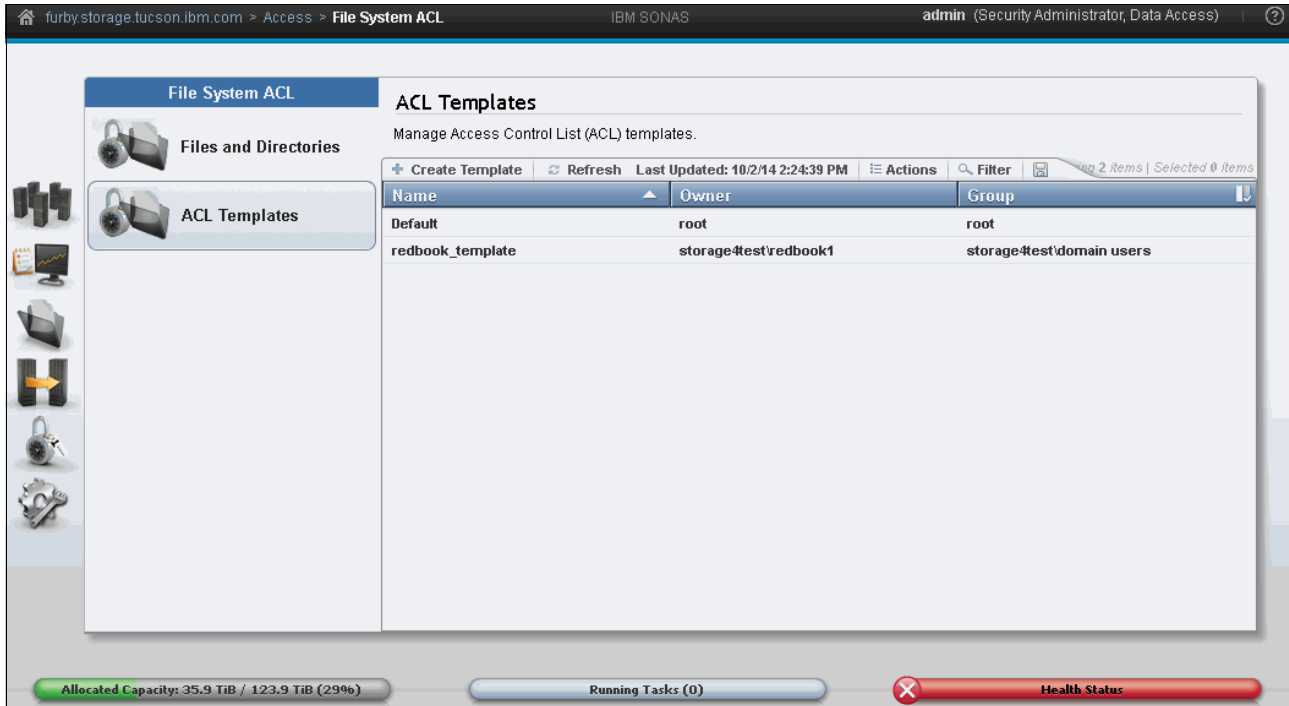 furby.storage.tucson.ibm.com > Access > File System ACL
IBM SONAS
admin (Security Administrator, Data Access)
?
File System ACL
Files and Directories
ACL Templates
ACL Templates
Manage Access Control List (ACL) templates.
Create Template Refresh Last Updated: 10/2/14 2:24:39 PM Actions Filter 2 items | Selected 0 items
Name Owner Group
Default root root
redbook_template storage4test\redbook1 storage4test\domain users
Allocated Capacity: 35.9 TiB / 123.9 TiB (29%)
Running Tasks (0)
Health Status